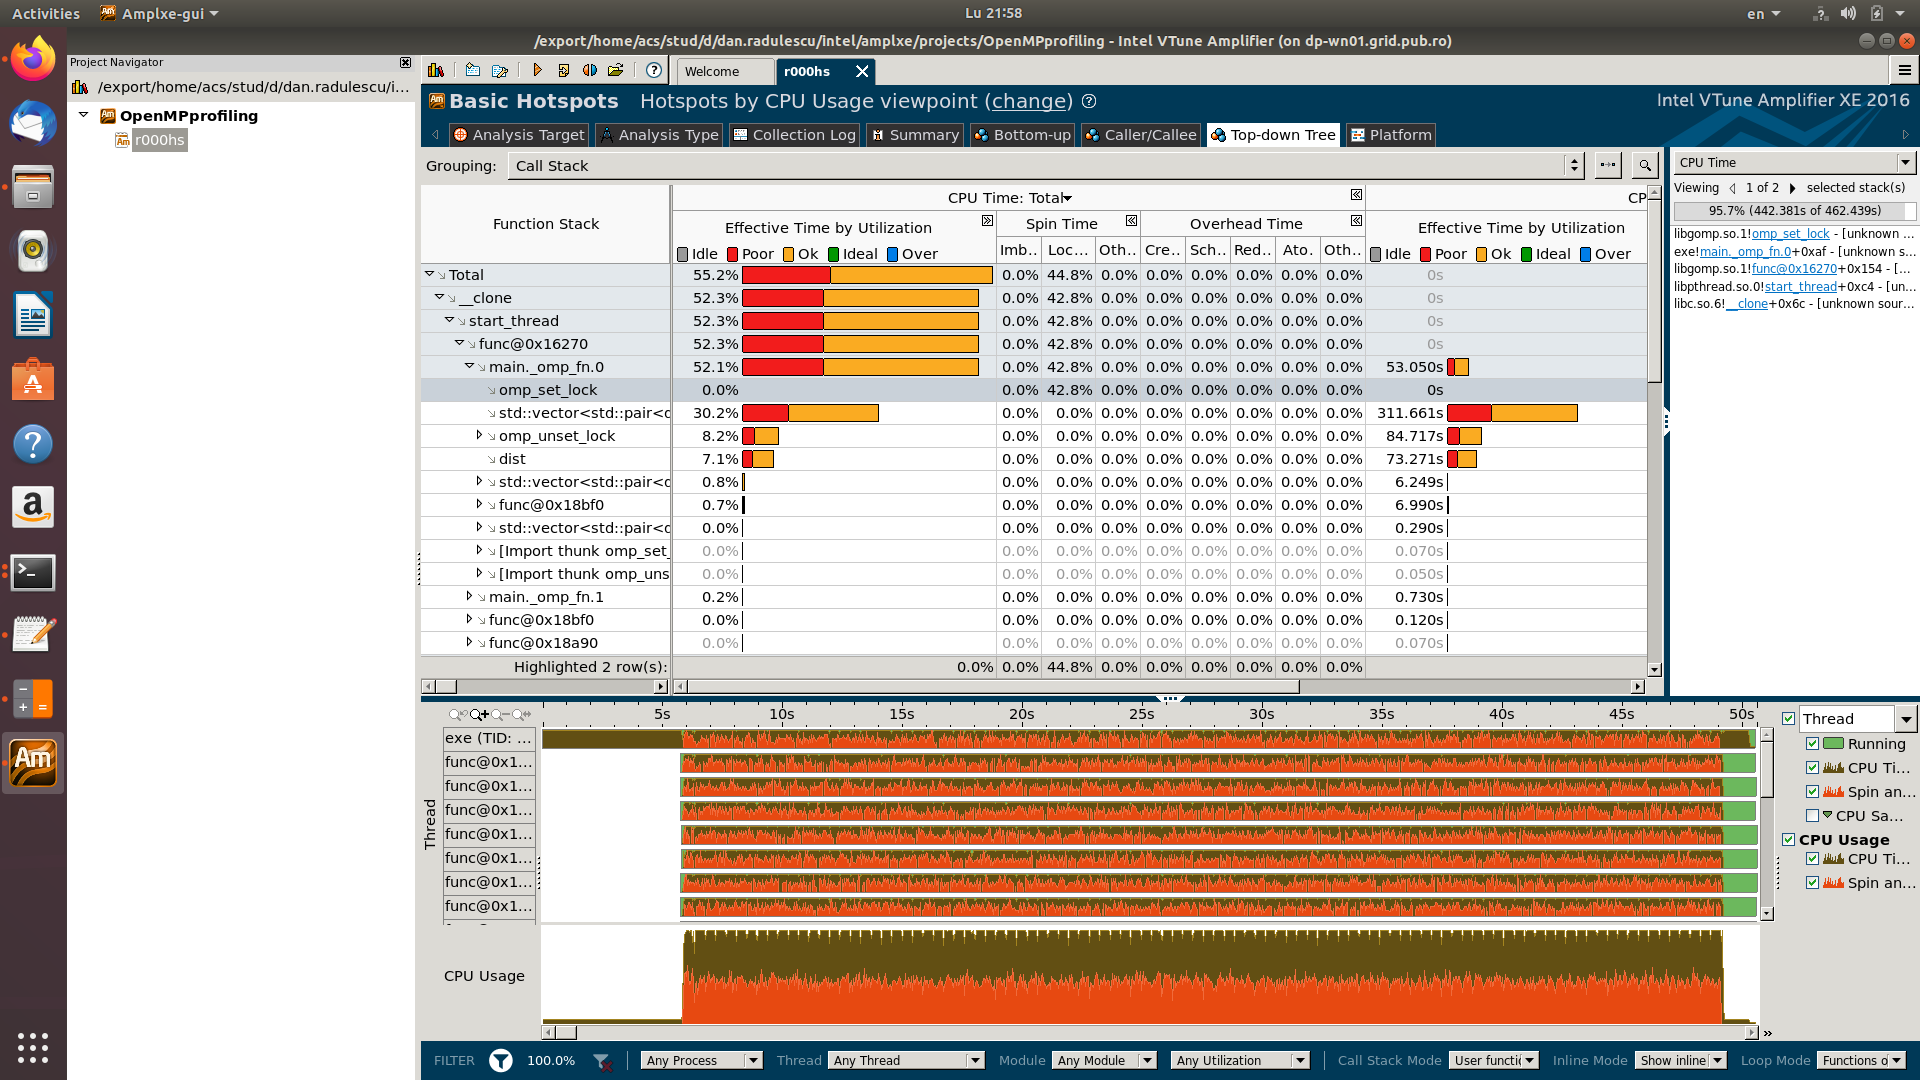 Activities
Amplxe-gui
Lu 21:58
en
/export/home/acs/stud/d/dan.radulescu/intel/amplxe/projects/OpenMPprofiling - Intel VTune Amplifier (on dp-wn01.grid.pub.ro)
Project Navigator
/export/home/acs/stud/d/dan.radulescu/i...
OpenMPprofiling
r000hs
Welcome
r000hs
Basic Hotspots Hotspots by CPU Usage viewpoint (change)
Intel VTune Amplifier XE 2016
Analysis Target Analysis Type Collection Log Summary Bottom-up Caller/Callee Top-down Tree Platform
Grouping: Call Stack
Function Stack
CPU Time: Total
CP
Effective Time by Utilization Spin Time Overhead Time Effective Time by Utilization
Idle Poor Ok Ideal Over Imb.. Loc... Oth.. Cre... Sch.. Red.. Ato. Oth.. Idle Poor Ok Ideal Over
Total 55.2% 0.0% 44.8% 0.0% 0.0% 0.0% 0.0% 0.0% 0.0% 0s
__clone 52.3% 0.0% 42.8% 0.0% 0.0% 0.0% 0.0% 0.0% 0.0% 0s
start_thread 52.3% 0.0% 42.8% 0.0% 0.0% 0.0% 0.0% 0.0% 0.0% 0s
func@0x16270 52.3% 0.0% 42.8% 0.0% 0.0% 0.0% 0.0% 0.0% 0.0% 0s
main._omp_fn.0 52.1% 0.0% 42.8% 0.0% 0.0% 0.0% 0.0% 0.0% 0.0% 53.050s
omp_set_lock 0.0% 0.0% 42.8% 0.0% 0.0% 0.0% 0.0% 0.0% 0.0% 0s
std::vector<std::pair<d 30.2% 0.0% 0.0% 0.0% 0.0% 0.0% 0.0% 0.0% 0.0% 311.661s
omp_unset_lock 8.2% 0.0% 0.0% 0.0% 0.0% 0.0% 0.0% 0.0% 0.0% 84.717s
dist 7.1% 0.0% 0.0% 0.0% 0.0% 0.0% 0.0% 0.0% 0.0% 73.271s
std::vector<std::pair<d 0.8% 0.0% 0.0% 0.0% 0.0% 0.0% 0.0% 0.0% 0.0% 6.249s
func@0x18bf0 0.7% 0.0% 0.0% 0.0% 0.0% 0.0% 0.0% 0.0% 0.0% 6.990s
std::vector<std::pair<d 0.0% 0.0% 0.0% 0.0% 0.0% 0.0% 0.0% 0.0% 0.0% 0.290s
[Import thunk omp_set_ 0.0% 0.0% 0.0% 0.0% 0.0% 0.0% 0.0% 0.0% 0.0% 0.070s
[Import thunk omp_uns 0.0% 0.0% 0.0% 0.0% 0.0% 0.0% 0.0% 0.0% 0.0% 0.050s
main._omp_fn.1 0.2% 0.0% 0.0% 0.0% 0.0% 0.0% 0.0% 0.0% 0.0% 0.730s
func@0x18bf0 0.0% 0.0% 0.0% 0.0% 0.0% 0.0% 0.0% 0.0% 0.0% 0.120s
func@0x18a90 0.0% 0.0% 0.0% 0.0% 0.0% 0.0% 0.0% 0.0% 0.0% 0.070s
Highlighted 2 row(s): 0.0% 0.0% 44.8% 0.0% 0.0% 0.0% 0.0% 0.0% 0.0%
CPU Time
Viewing 1 of 2 selected stack(s)
95.7% (442.381s of 462.439s)
libgomp.so.1!omp_set_lock - [unknown ...
exe!main._omp_fn.0+0xaf - [unknown s...
libgomp.so.1!func@0x16270+0x154 - [...
libpthread.so.0!start_thread+0xc4 - [un...
libc.so.6!__clone+0x6c - [unknown sour...
5s 10s 15s 20s 25s 30s 35s 40s 45s 50s
Thread
exe (TID: ...
func@0x1...
func@0x1...
func@0x1...
func@0x1...
func@0x1...
func@0x1...
func@0x1...
CPU Usage
Thread
Running
CPU Ti...
Spin an...
CPU Sa...
CPU Usage
CPU Ti...
Spin an...
FILTER 100.0% Any Process Thread Any Thread Module Any Module Any Utilization Call Stack Mode User functi Inline Mode Show inline Loop Mode Functions o